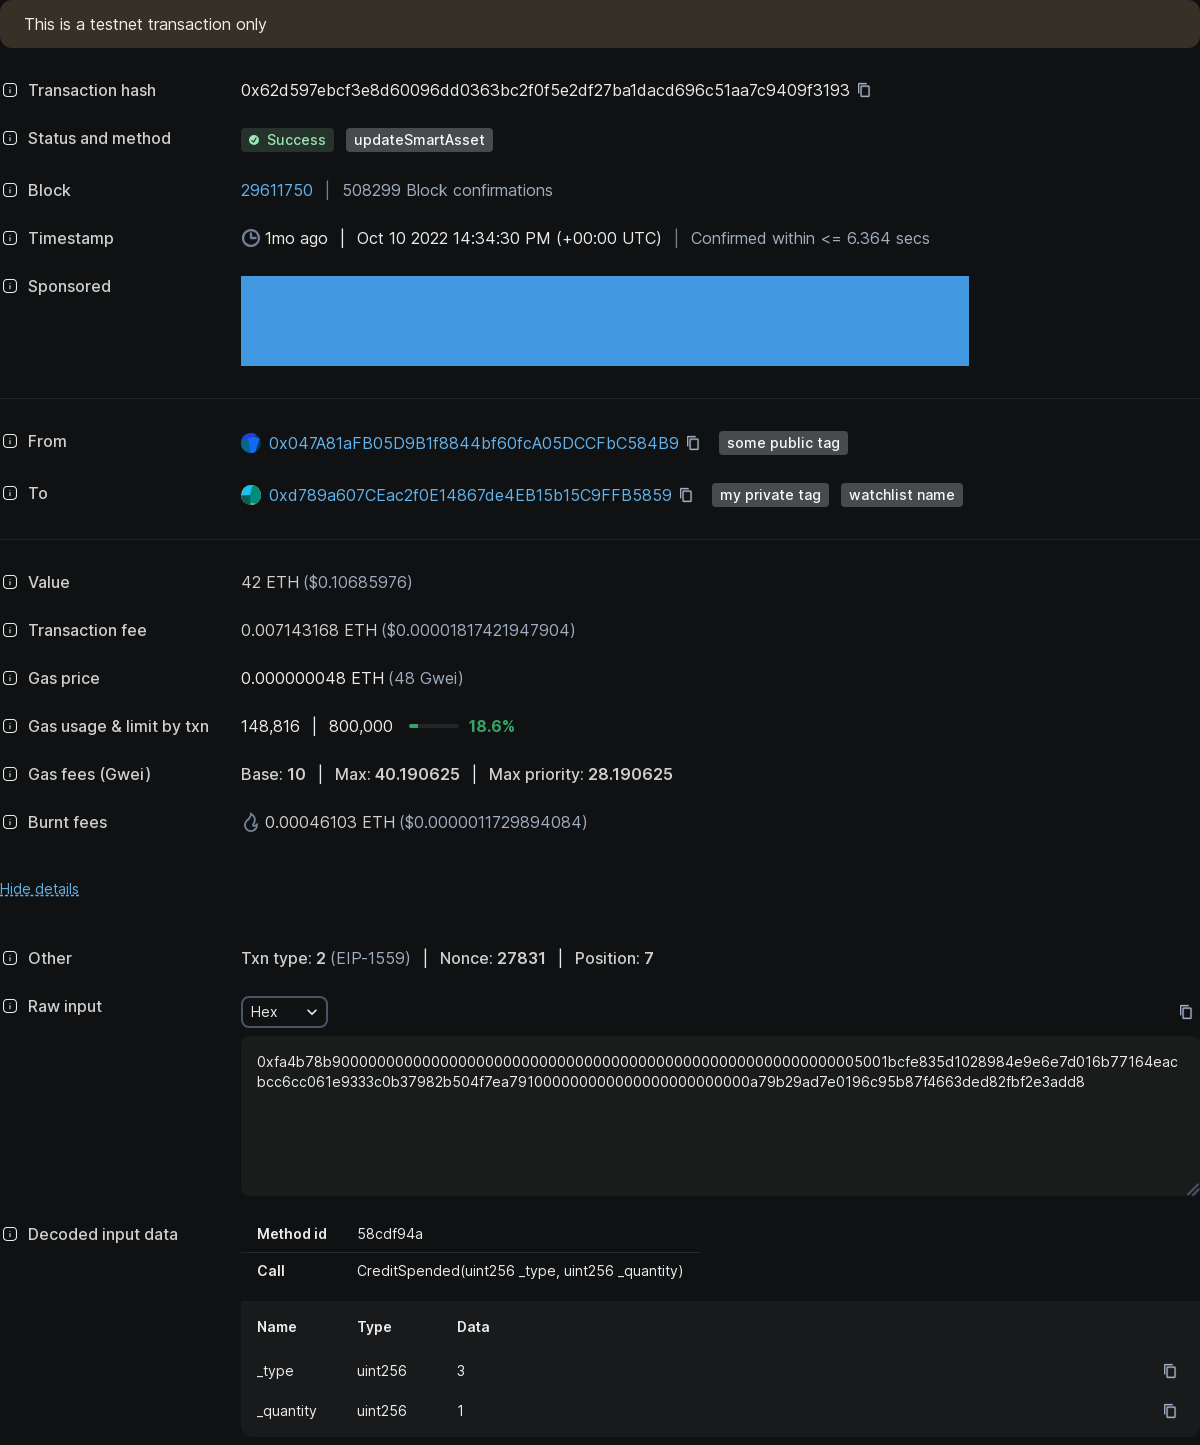 This is a testnet transaction only
Transaction hash 0x62d597ebcf3e8d60096dd0363bc2f0f5e2df27ba1dacd696c51aa7c9409f3193
Status and method Success updateSmartAsset
Block 29611750 | 508299 Block confirmations
Timestamp 1mo ago | Oct 10 2022 14:34:30 PM (+00:00 UTC) | Confirmed within <= 6.364 secs
Sponsored
From 0x047A81aFB05D9B1f8844bf60fcA05DCCFbC584B9 some public tag
To 0xd789a607CEac2f0E14867de4EB15b15C9FFB5859 my private tag watchlist name
Value 42 ETH ($0.10685976)
Transaction fee 0.007143168 ETH ($0.00001817421947904)
Gas price 0.000000048 ETH (48 Gwei)
Gas usage & limit by txn 148,816 | 800,000 18.6%
Gas fees (Gwei) Base: 10 | Max: 40.190625 | Max priority: 28.190625
Burnt fees 0.00046103 ETH ($0.0000011729894084)
Hide details
Other Txn type: 2 (EIP-1559) | Nonce: 27831 | Position: 7
Raw input Hex
0xfa4b78b90000000000000000000000000000000000000000000000000000000005001bcfe835d1028984e9e6e7d016b77164eac
bcc6cc061e9333c0b37982b504f7ea791000000000000000000000000a79b29ad7e0196c95b87f4663ded82fbf2e3add8
Decoded input data Method id 58cdf94a
Call CreditSpended(uint256 _type, uint256 _quantity)
Name Type Data
_type uint256 3
_quantity uint256 1